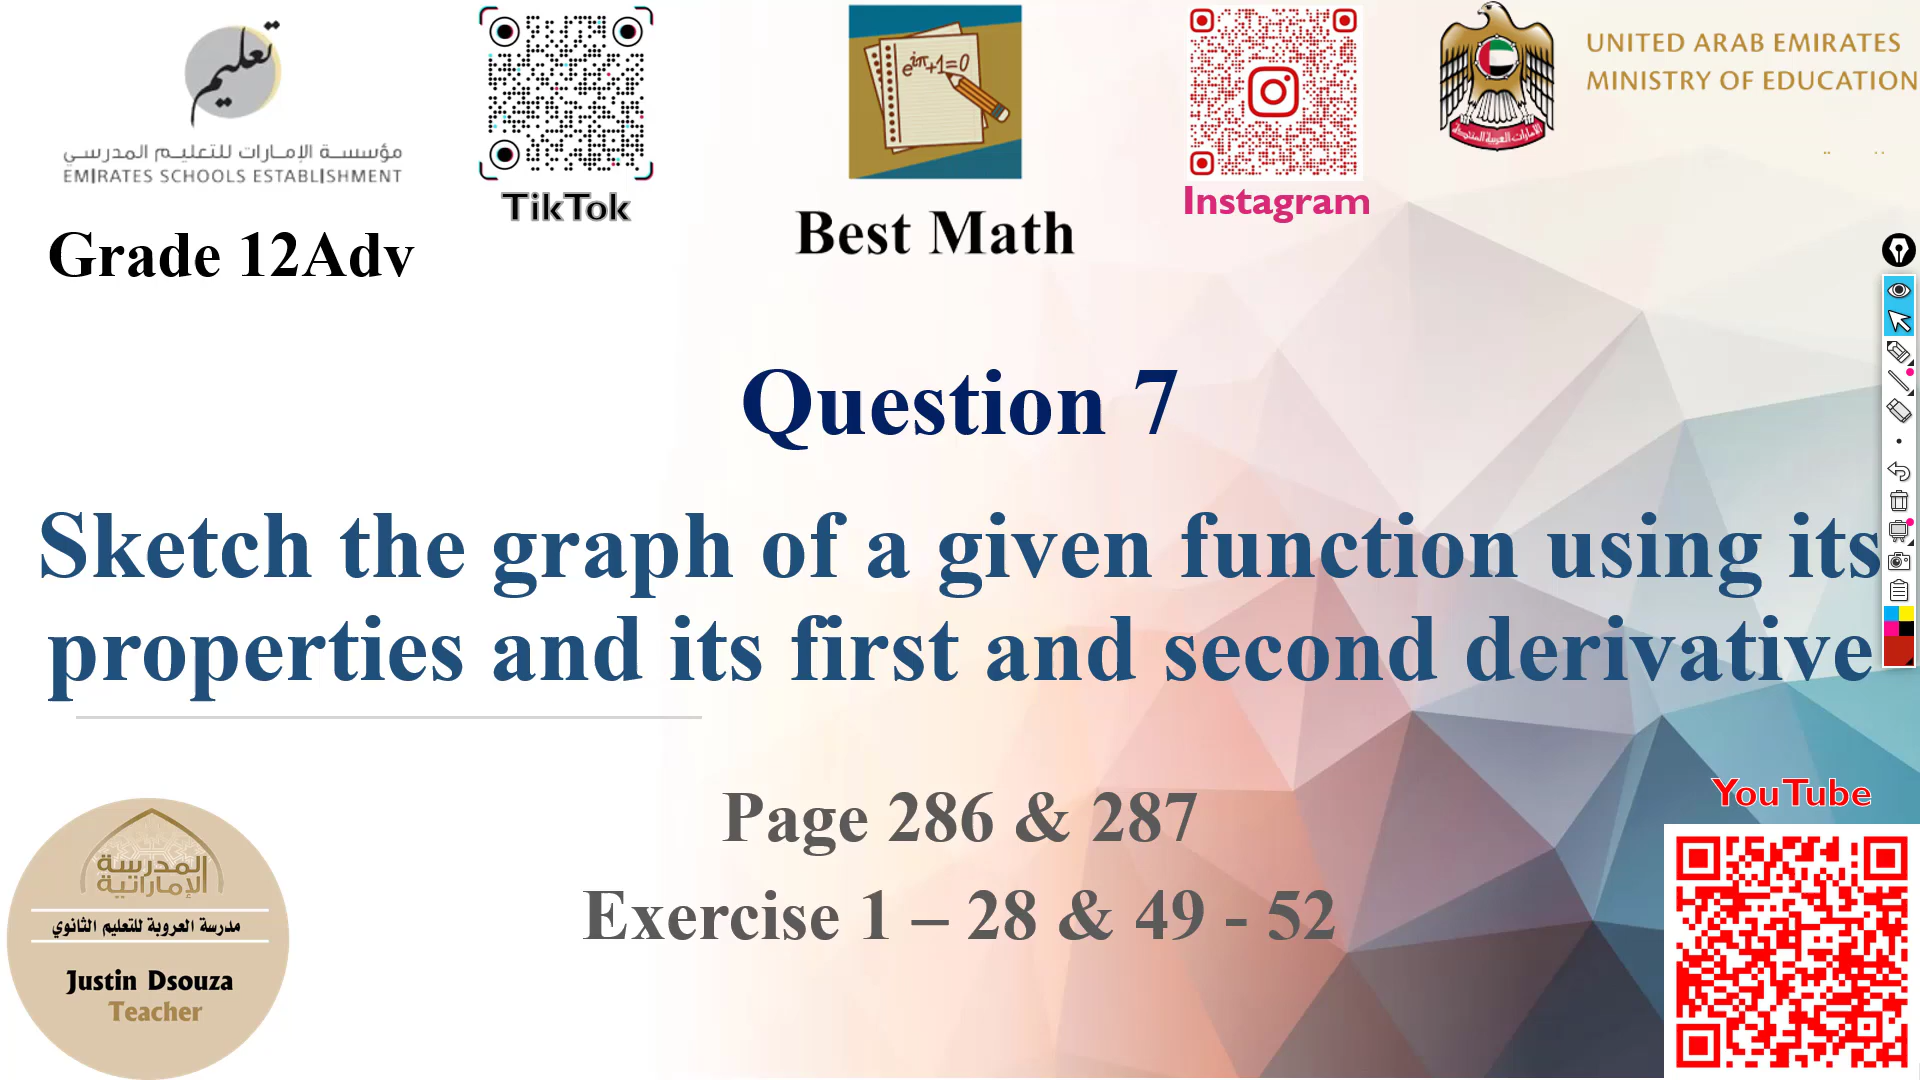 تعليم
مؤسسة الإمارات للتعليم المدرسي
EMIRATES SCHOOLS ESTABLISHMENT
TikTok
e^iπ+1=0
Best Math
Instagram
UNITED ARAB EMIRATES
MINISTRY OF EDUCATION
الإمارات العربية المتحدة
Grade 12Adv
Question 7
Sketch the graph of a given function using its
properties and its first and second derivative
Page 286 & 287
Exercise 1 – 28 & 49 - 52
المدرسة
الإماراتية
مدرسة العروبة للتعليم الثانوي
Justin Dsouza
Teacher
YouTube